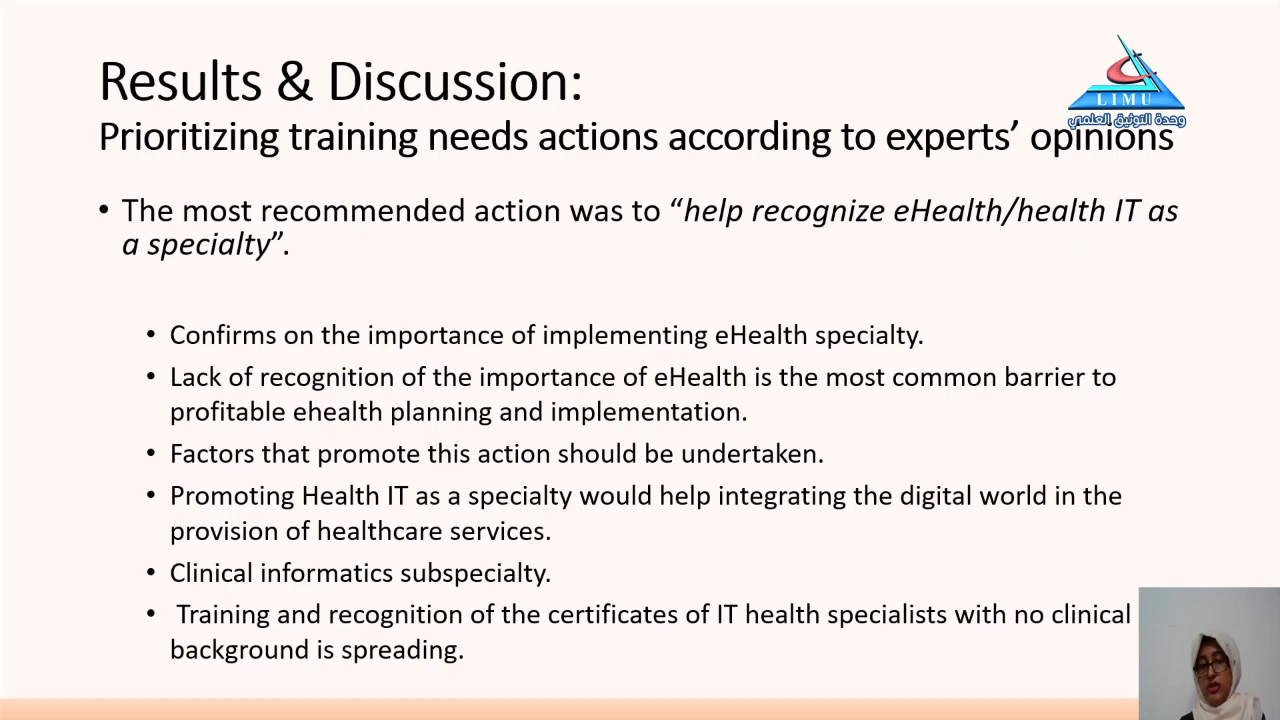 Results & Discussion:
LIMU
وحدة التوثيق العلمي
Prioritizing training needs actions according to experts’ opinions
• The most recommended action was to “help recognize eHealth/health IT as
a specialty”.
• Confirms on the importance of implementing eHealth specialty.
• Lack of recognition of the importance of eHealth is the most common barrier to
profitable ehealth planning and implementation.
• Factors that promote this action should be undertaken.
• Promoting Health IT as a specialty would help integrating the digital world in the
provision of healthcare services.
• Clinical informatics subspecialty.
• Training and recognition of the certificates of IT health specialists with no clinical
background is spreading.